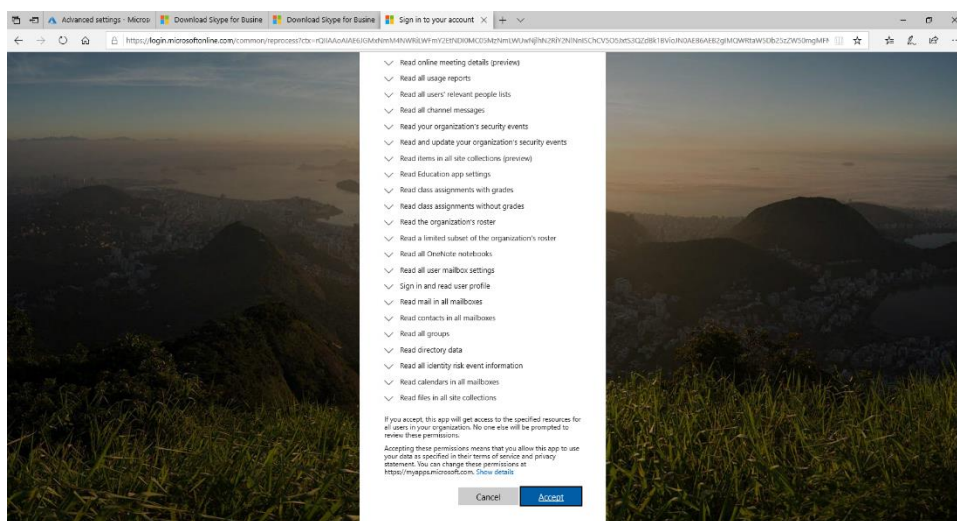 Advanced settings - Micros
Download Skype for Busine
Download Skype for Busine
Sign in to your account
Read online meeting details (preview)
Read all usage reports
Read all users' relevant people lists
Read all channel messages
Read your organization's security events
Read and update your organization's security events
Read items in all site collections (preview)
Read Education app settings
Read class assignments with grades
Read class assignments without grades
Read the organization's roster
Read a limited subset of the organization's roster
Read all OneNote notebooks
Read all user mailbox settings
Sign in and read user profile
Read mail in all mailboxes
Read contacts in all mailboxes
Read all groups
Read directory data
Read all identity risk event information
Read calendars in all mailboxes
Read files in all site collections
If you accept, this app will get access to the specified resources for
all users in your organization. No one else will be prompted to
review these permissions.
Accepting these permissions means that you allow this app to use
your data as specified in their terms of service and privacy
statement. You can change these permissions at
https://myapps.microsoft.com. Show details
Cancel
Accept